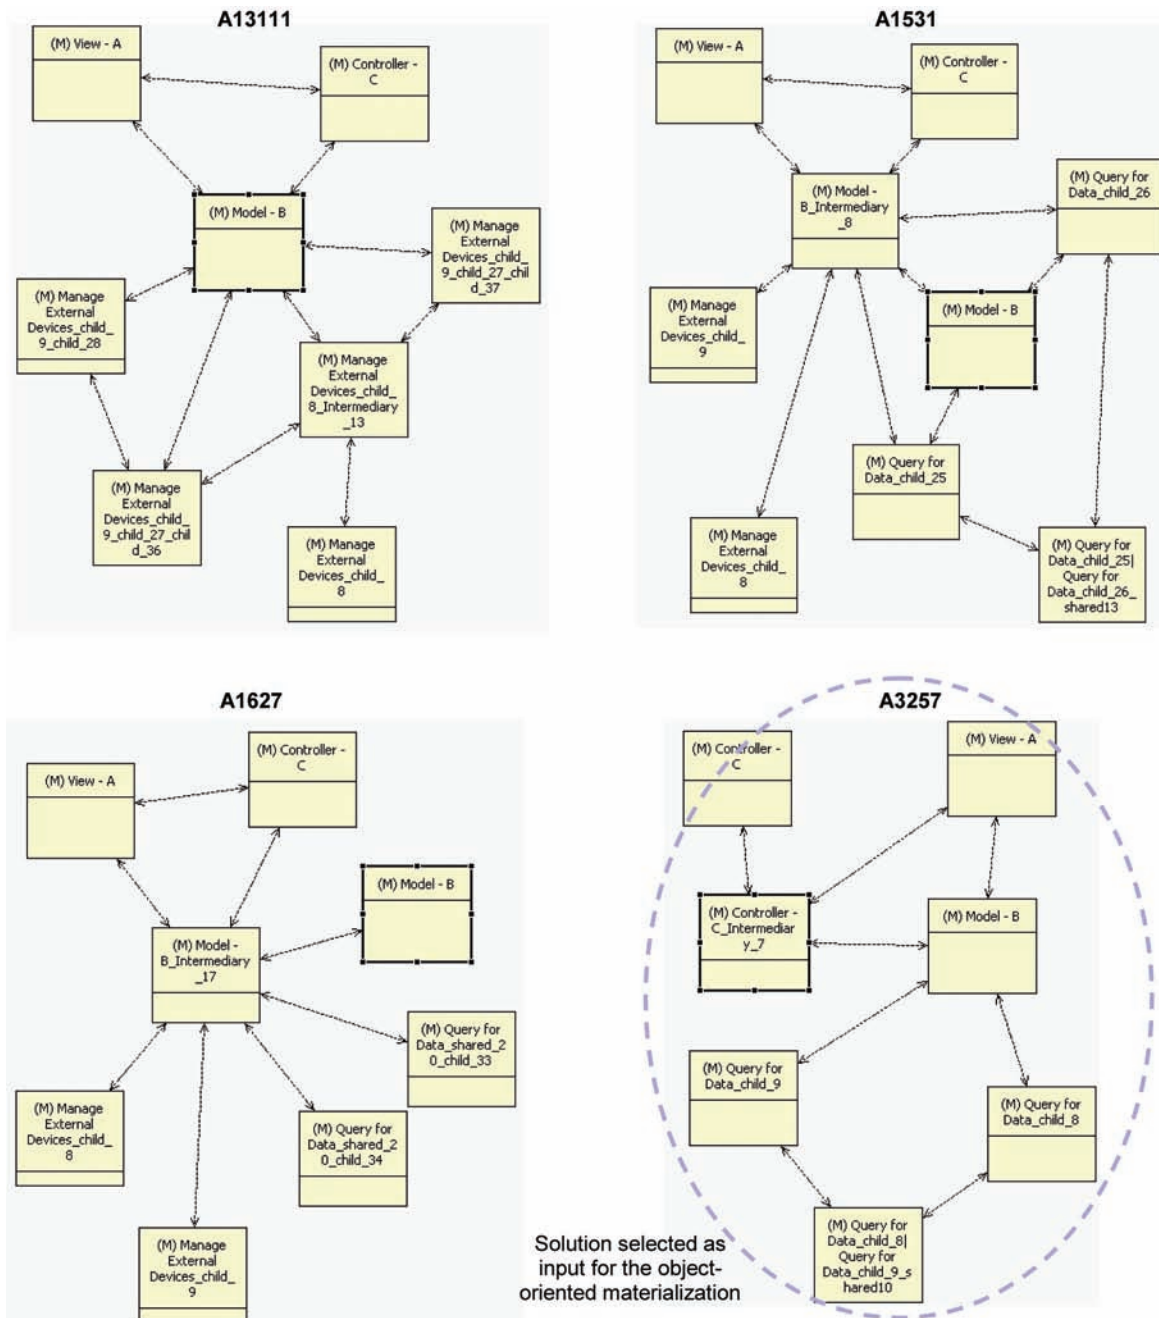 A13111
(M) View - A
(M) Controller -
C
(M) Model - B
(M) Manage
External
Devices_child_
9_child_27_chil
d_37
(M) Manage
External
Devices_child_
9_child_28
(M) Manage
External
Devices_child_
8_Intermediary
_13
(M) Manage
External
Devices_child_
9_child_27_chil
d_36
(M) Manage
External
Devices_child_
8
A1531
(M) View - A
(M) Controller -
C
(M) Model -
B_Intermediary
_8
(M) Query for
Data_child_26
(M) Manage
External
Devices_child_
9
(M) Model - B
(M) Query for
Data_child_25
(M) Manage
External
Devices_child_
8
(M) Query for
Data_child_25|
Query for
Data_child_26_
shared13
A1627
(M) Controller -
C
(M) View - A
(M) Model - B
(M) Model -
B_Intermediary
_17
(M) Query for
Data_shared_2
0_child_33
(M) Manage
External
Devices_child_
8
(M) Query for
Data_shared_2
0_child_34
(M) Manage
External
Devices_child_
9
A3257
(M) Controller -
C
(M) View - A
(M) Controller -
C_Intermediar
y_7
(M) Model - B
(M) Query for
Data_child_9
(M) Query for
Data_child_8
(M) Query for
Data_child_8|
Query for
Data_child_9_s
hared10
Solution selected as
input for the object-
oriented materialization